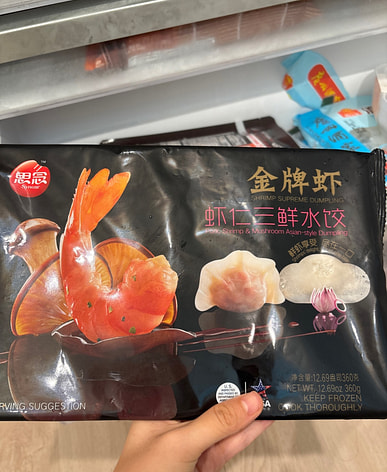 思念
Synear
金牌虾
SHRIMP SUPREME DUMPLING
虾仁三鲜水饺
Shrimp & Mushroom Asian-style Dumpling
鲜虾享受
净含量:12.69盎司360克
NET WT. 12.69oz 360g
KEEP FROZEN
COOK THOROUGHLY
U.S.
RVING SUGGESTION